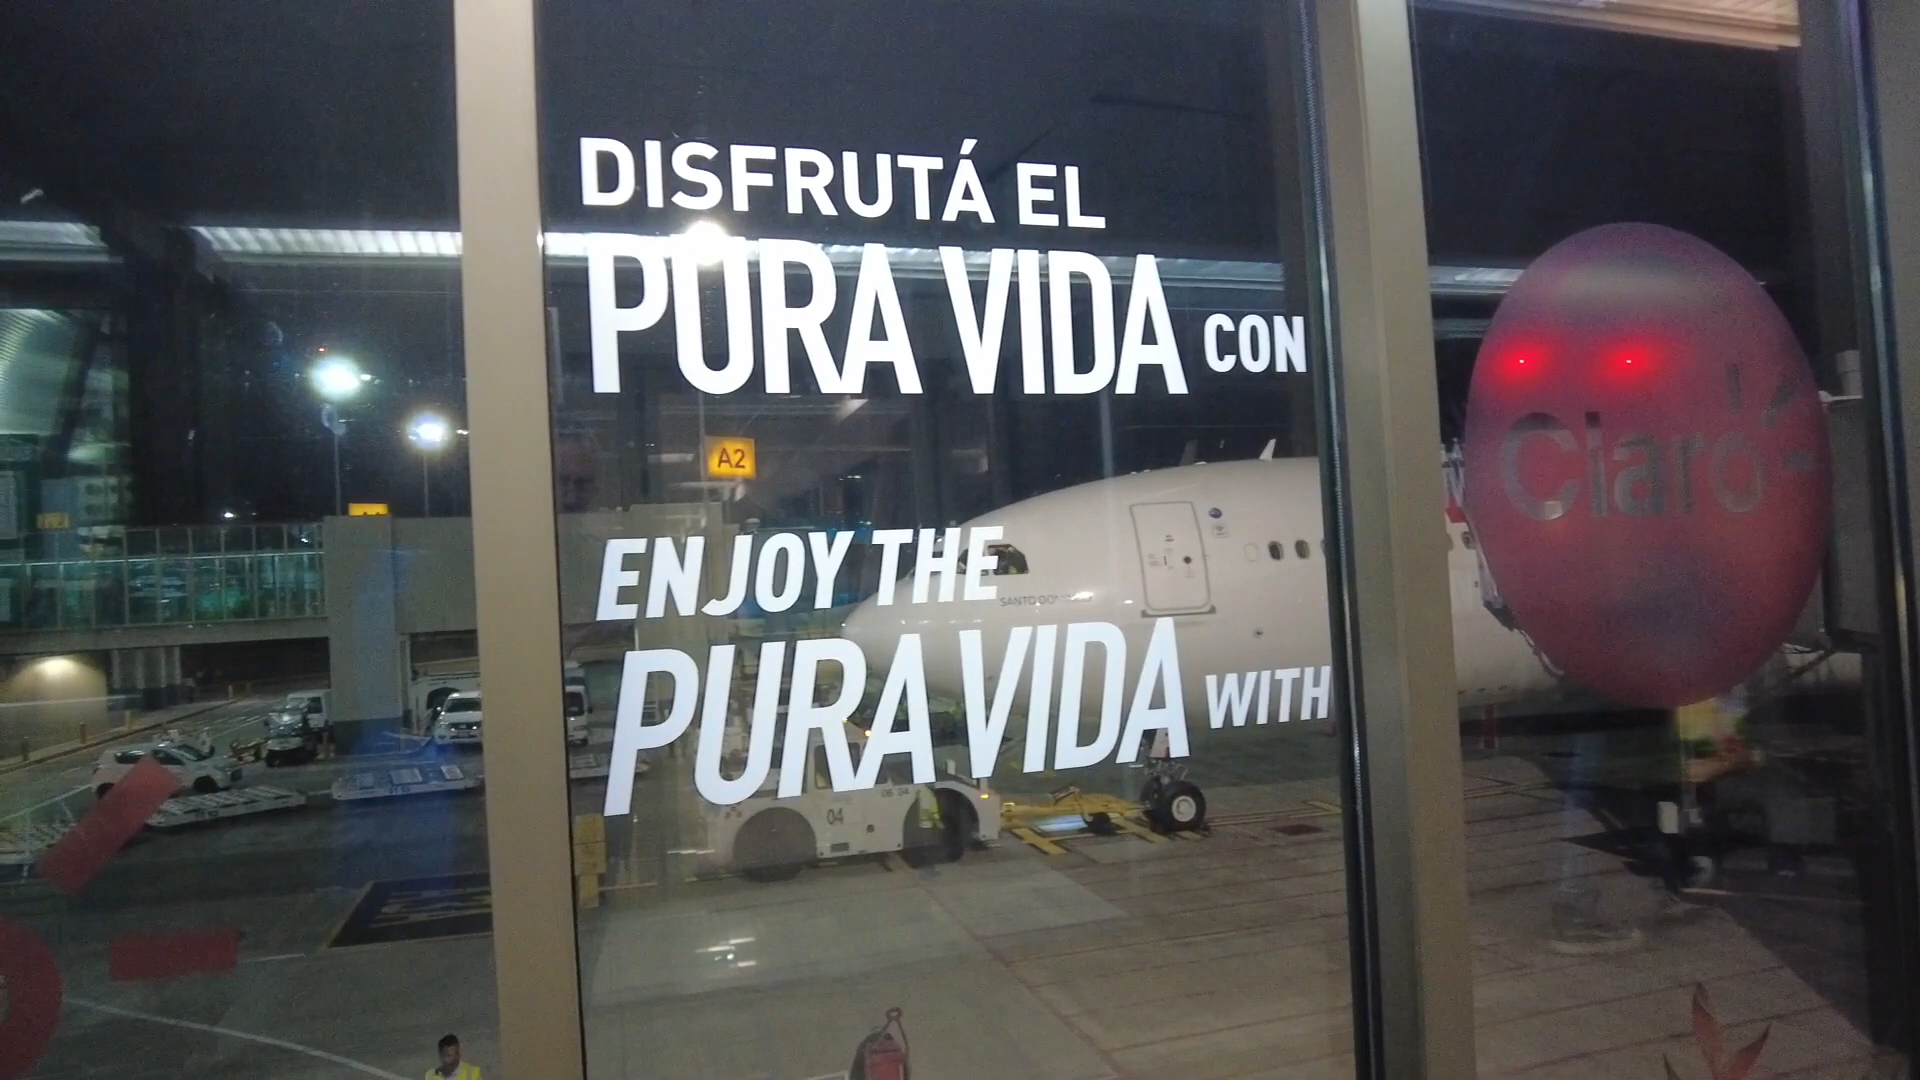 DISFRUTÁ EL
PURA VIDA CON
Claro
A2
ENJOY THE
PURA VIDA WITH
04